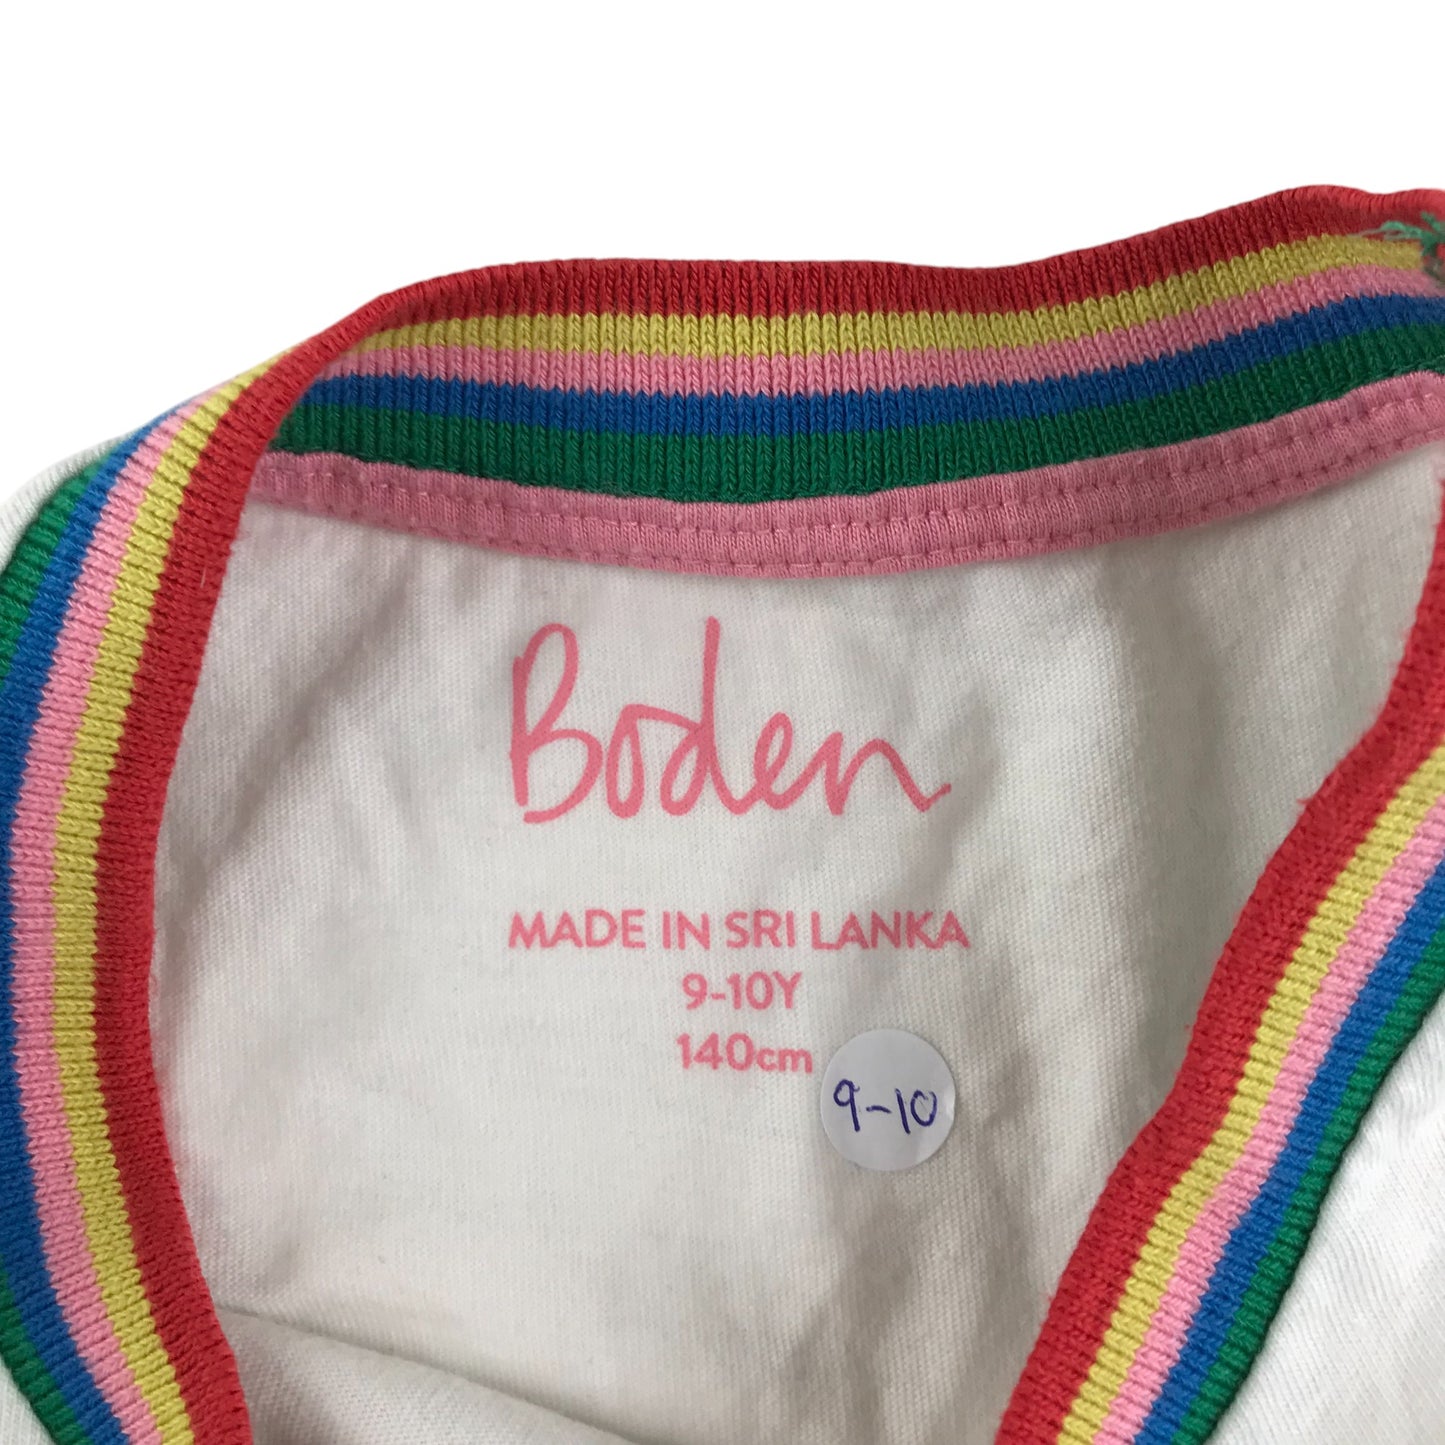 Boden
MADE IN SRI LANKA
9-10Y
140cm
9-10